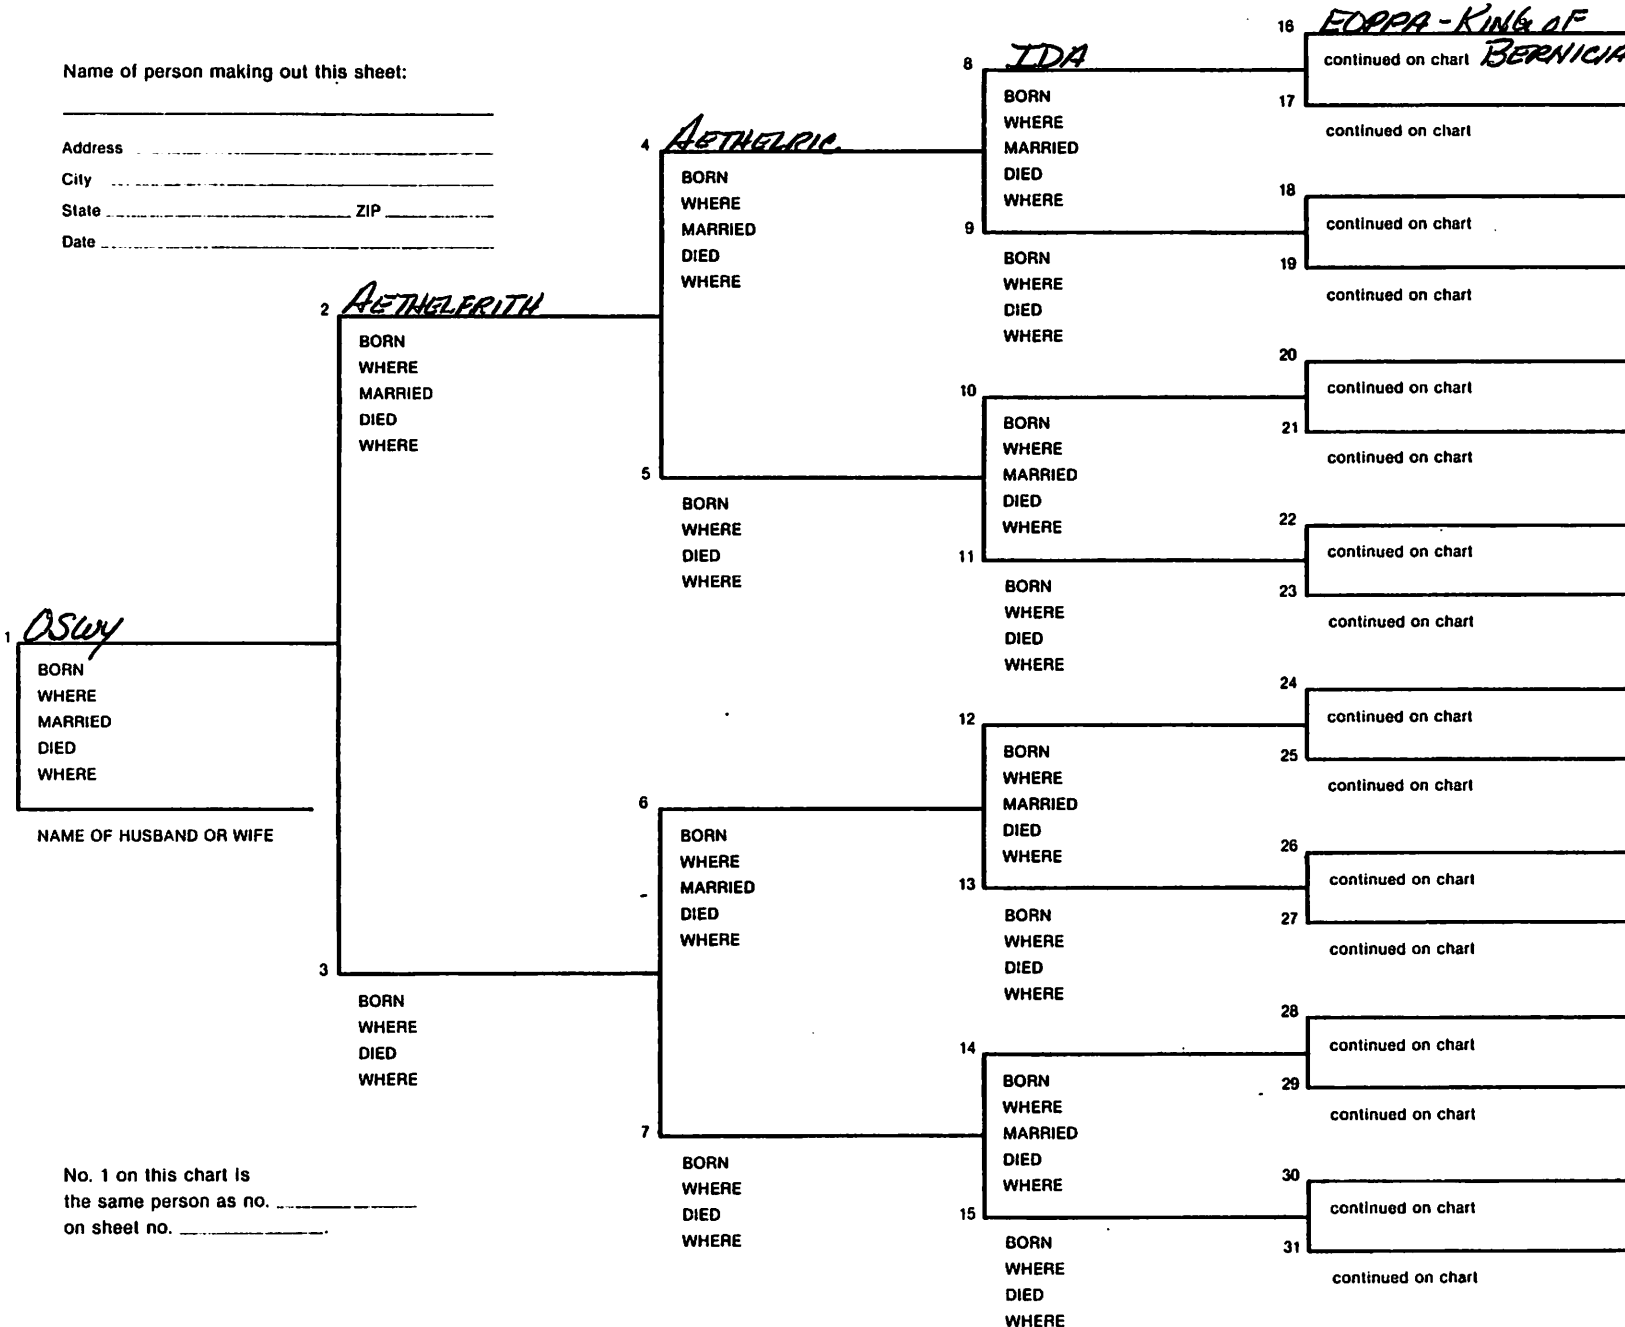 Name of person making out this sheet:
Address
City
State ZIP
Date
1 OSWY
BORN
WHERE
MARRIED
DIED
WHERE
NAME OF HUSBAND OR WIFE
2 AETHELFRITH
BORN
WHERE
MARRIED
DIED
WHERE
3
BORN
WHERE
DIED
WHERE
4 AETHELRIC
BORN
WHERE
MARRIED
DIED
WHERE
5
BORN
WHERE
DIED
WHERE
6
BORN
WHERE
MARRIED
DIED
WHERE
7
BORN
WHERE
DIED
WHERE
8 IDA
BORN
WHERE
MARRIED
DIED
WHERE
9
BORN
WHERE
DIED
WHERE
10
BORN
WHERE
MARRIED
DIED
WHERE
11
BORN
WHERE
DIED
WHERE
12
BORN
WHERE
MARRIED
DIED
WHERE
13
BORN
WHERE
DIED
WHERE
14
BORN
WHERE
MARRIED
DIED
WHERE
15
BORN
WHERE
DIED
WHERE
16 EOPPA - KING OF
continued on chart BERNICIA
17
continued on chart
18
continued on chart
19
continued on chart
20
continued on chart
21
continued on chart
22
continued on chart
23
continued on chart
24
continued on chart
25
continued on chart
26
continued on chart
27
continued on chart
28
continued on chart
29
continued on chart
30
continued on chart
31
continued on chart
No. 1 on this chart is
the same person as no.
on sheet no.